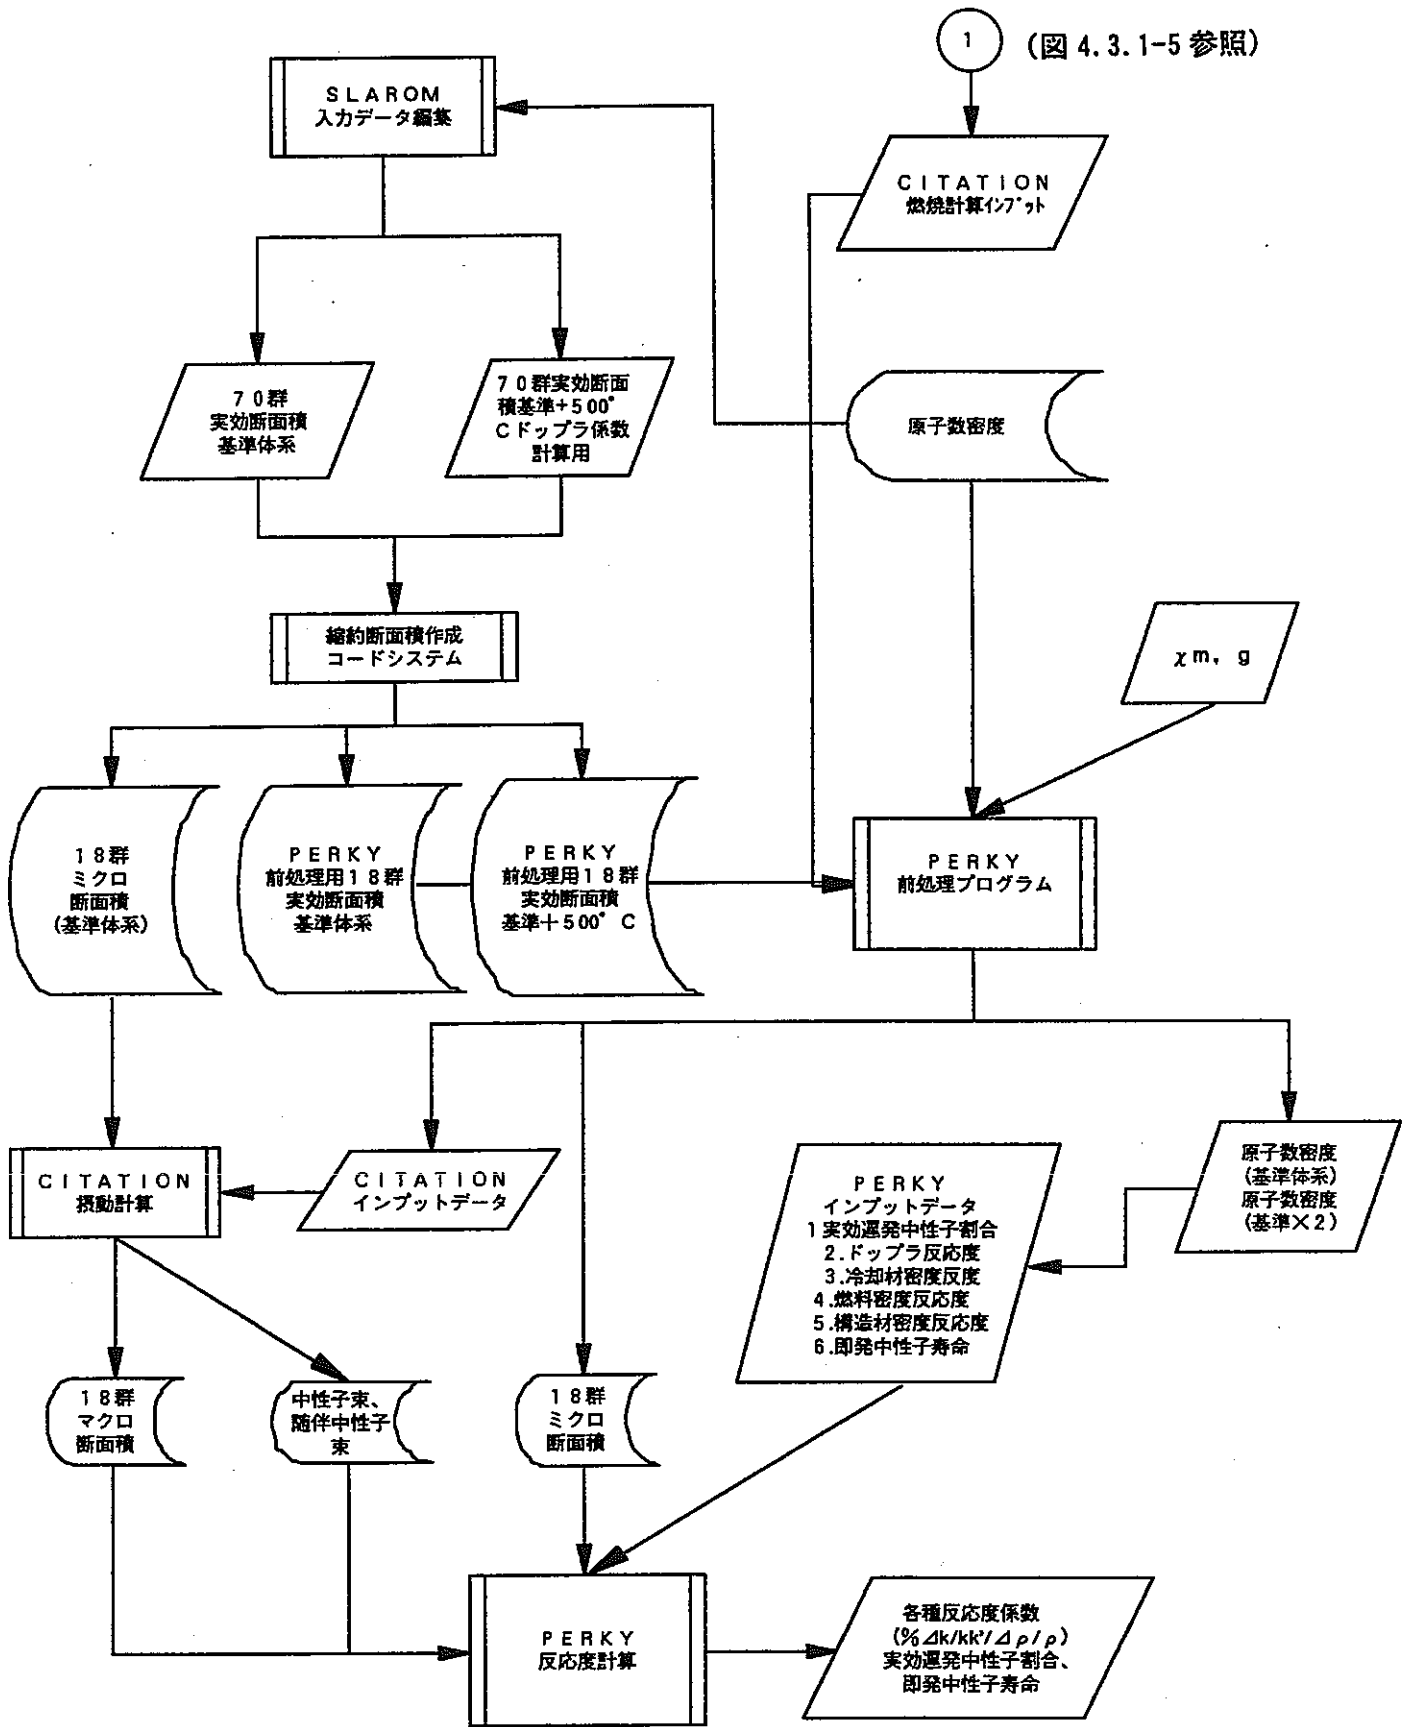 1
(図 4.3.1-5 参照)
SLAROM
入力データ編集
CITATION
燃焼計算インプット
70群
実効断面積
基準体系
70群実効断面
積基準+500°
Cドップラ係数
計算用
原子数密度
縮約断面積作成
コードシステム
χm, g
18群
ミクロ
断面積
(基準体系)
PERKY
前処理用18群
実効断面積
基準体系
PERKY
前処理用18群
実効断面積
基準+500°C
PERKY
前処理プログラム
CITATION
摂動計算
CITATION
インプットデータ
PERKY
インプットデータ
1実効遅発中性子割合
2.ドップラ反応度
3.冷却材密度反度
4.燃料密度反応度
5.構造材密度反応度
6.即発中性子寿命
原子数密度
(基準体系)
原子数密度
(基準×2)
18群
マクロ
断面積
中性子束、
随伴中性子
束
18群
ミクロ
断面積
PERKY
反応度計算
各種反応度係数
(%Δk/kk'/Δρ/ρ)
実効遅発中性子割合、
即発中性子寿命